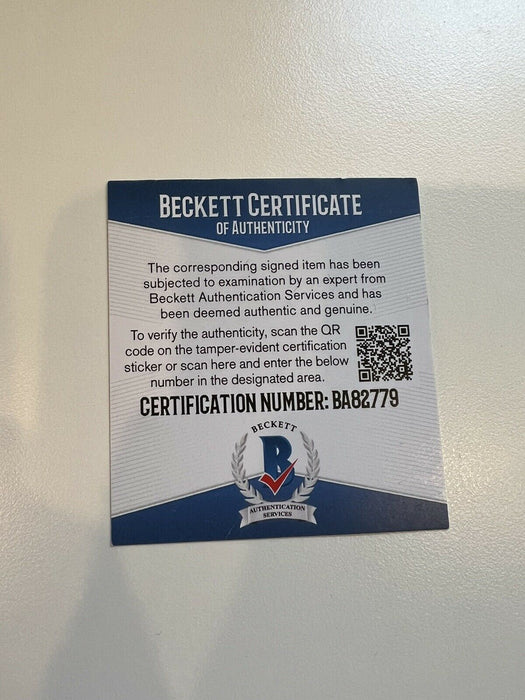 BECKETT CERTIFICATE
OF AUTHENTICITY
The corresponding signed item has been
subjected to examination by an expert from
Beckett Authentication Services and has
been deemed authentic and genuine.
To verify the authenticity, scan the QR
code on the tamper-evident certification
sticker or scan here and enter the below
number in the designated area.
CERTIFICATION NUMBER: BA82779
BECKETT
B
AUTHENTICATION
SERVICES